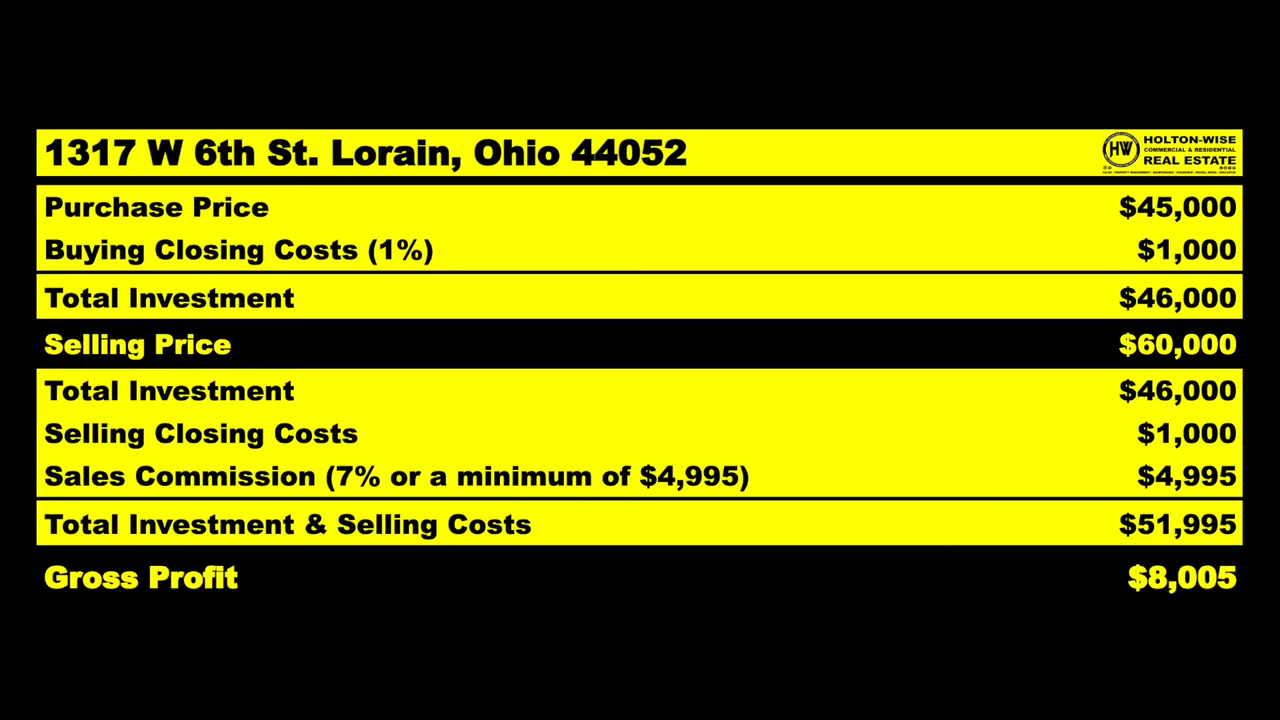 1317 W 6th St. Lorain, Ohio 44052
HW
HOLTON-WISE
COMMERCIAL & RESIDENTIAL
REAL ESTATE
Purchase Price $45,000
Buying Closing Costs (1%) $1,000
Total Investment $46,000
Selling Price $60,000
Total Investment $46,000
Selling Closing Costs $1,000
Sales Commission (7% or a minimum of $4,995) $4,995
Total Investment & Selling Costs $51,995
Gross Profit $8,005